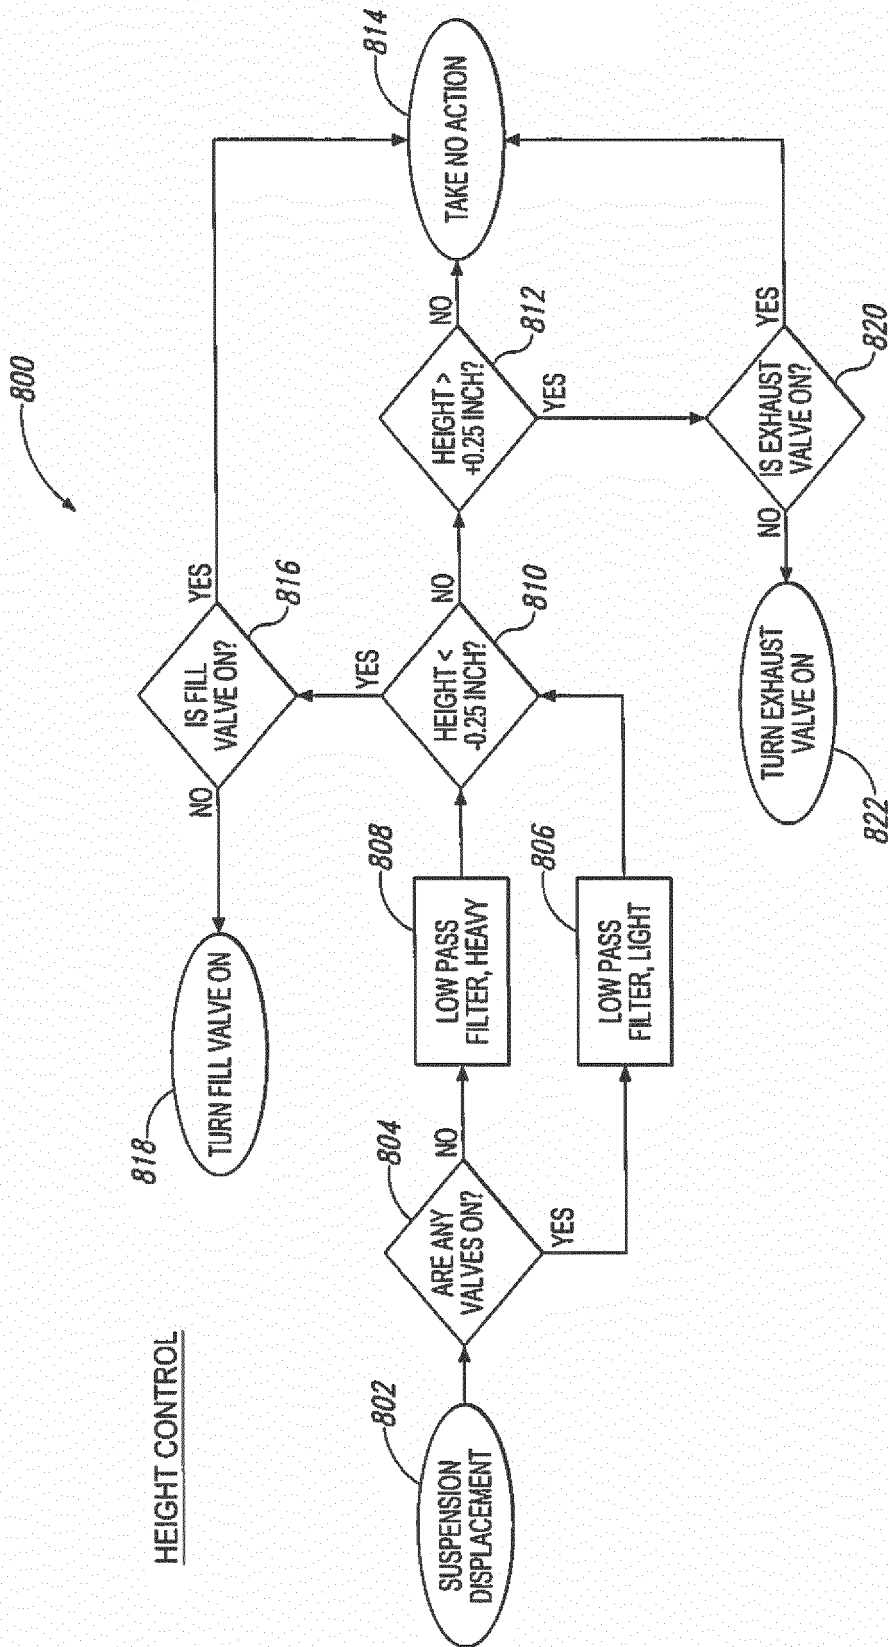 HEIGHT CONTROL
800
802
SUSPENSION
DISPLACEMENT
804
ARE ANY
VALVES ON?
NO
YES
808
LOW PASS
FILTER, HEAVY
806
LOW PASS
FILTER, LIGHT
810
HEIGHT <
-0.25 INCH?
YES
NO
816
IS FILL
VALVE ON?
NO
YES
818
TURN FILL VALVE ON
812
HEIGHT >
+0.25 INCH?
NO
YES
814
TAKE NO ACTION
820
IS EXHAUST
VALVE ON?
YES
NO
822
TURN EXHAUST
VALVE ON